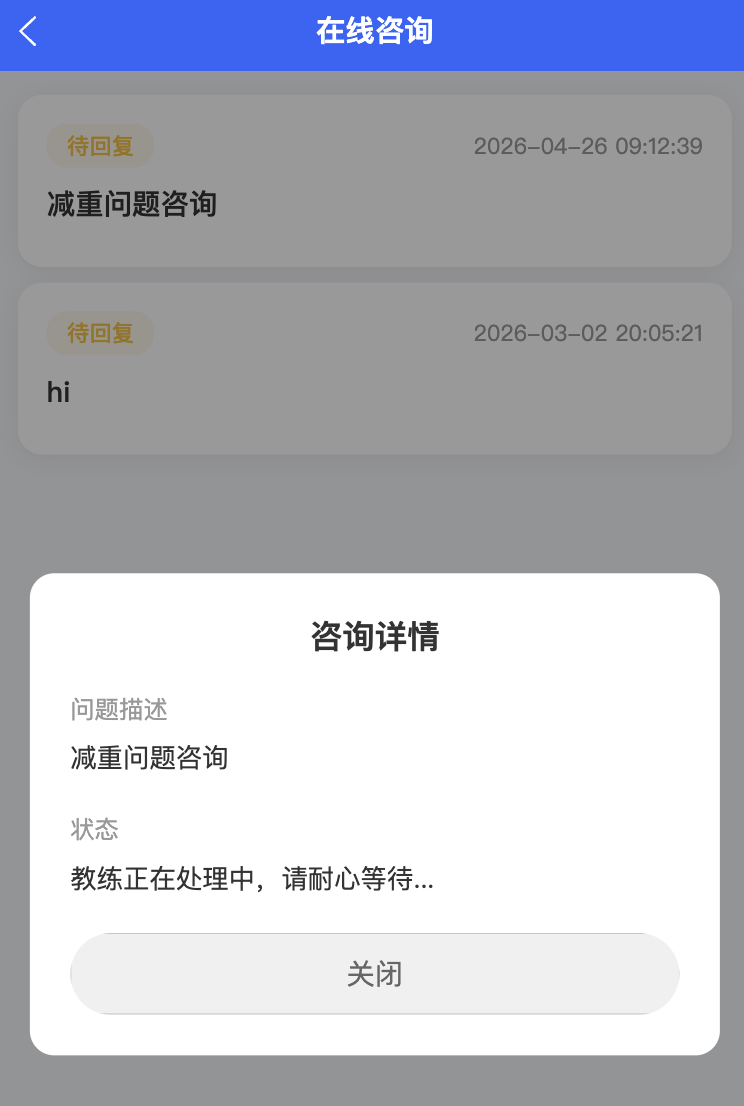 在线咨询
待回复 2026-04-26 09:12:39
减重问题咨询
待回复 2026-03-02 20:05:21
hi
咨询详情
问题描述
减重问题咨询
状态
教练正在处理中，请耐心等待...
关闭